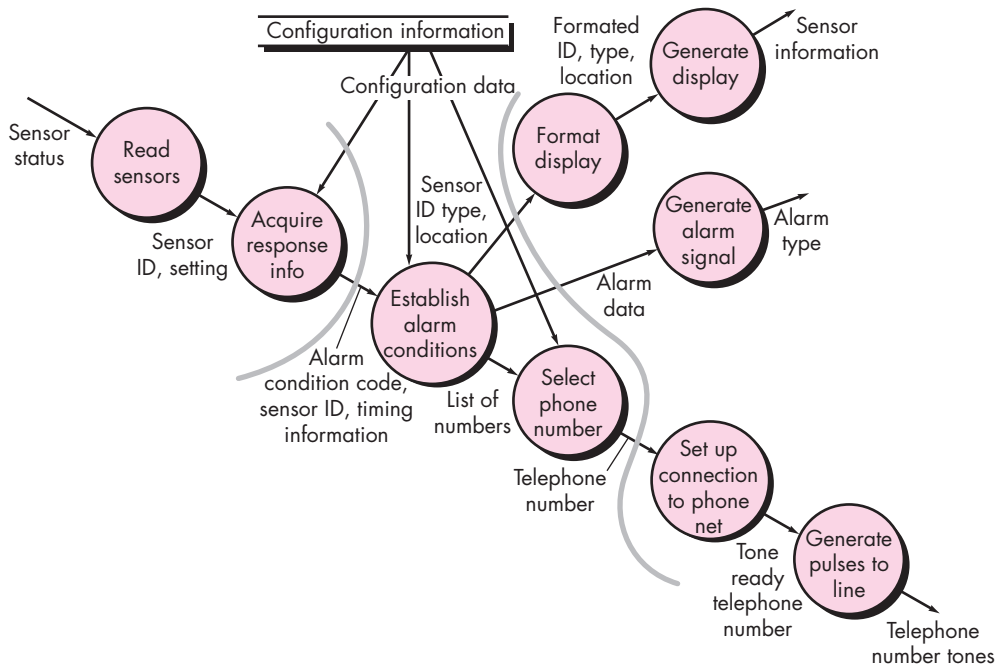 Configuration information
Configuration data
Sensor
status
Read
sensors
Sensor
ID, setting
Acquire
response
info
Alarm
condition code,
sensor ID, timing
information
Establish
alarm
conditions
Sensor
ID type,
location
Format
display
Formated
ID, type,
location
Generate
display
Sensor
information
Alarm
data
Generate
alarm
signal
Alarm
type
List of
numbers
Select
phone
number
Telephone
number
Set up
connection
to phone
net
Tone
ready
telephone
number
Generate
pulses to
line
Telephone
number tones